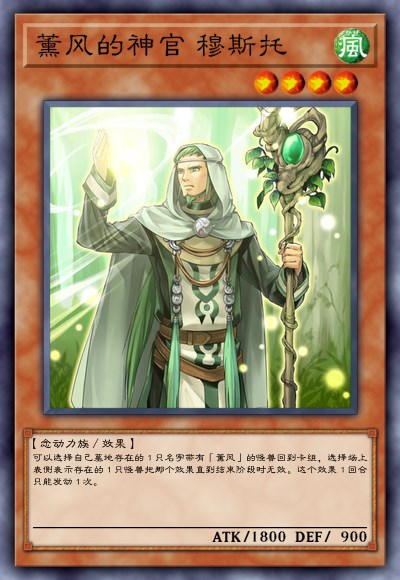 薰风的神官 穆斯托
風
【念动力族／效果】
可以选择自己墓地存在的1只名字带有「薰风」的怪兽回到卡组，选择场上
表侧表示存在的1只怪兽把那个效果直到结束阶段时无效。这个效果1回合
只能发动1次。
ATK/1800 DEF/ 900